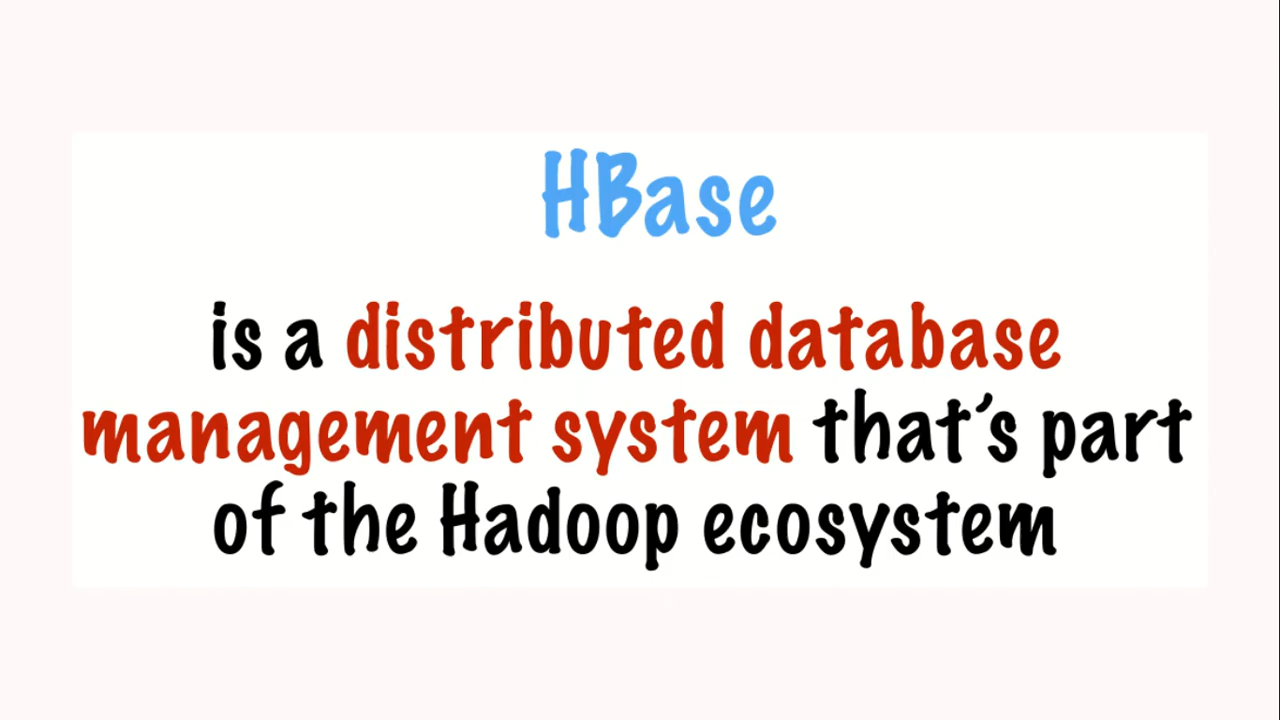 HBase
is a distributed database
management system that’s part
of the Hadoop ecosystem